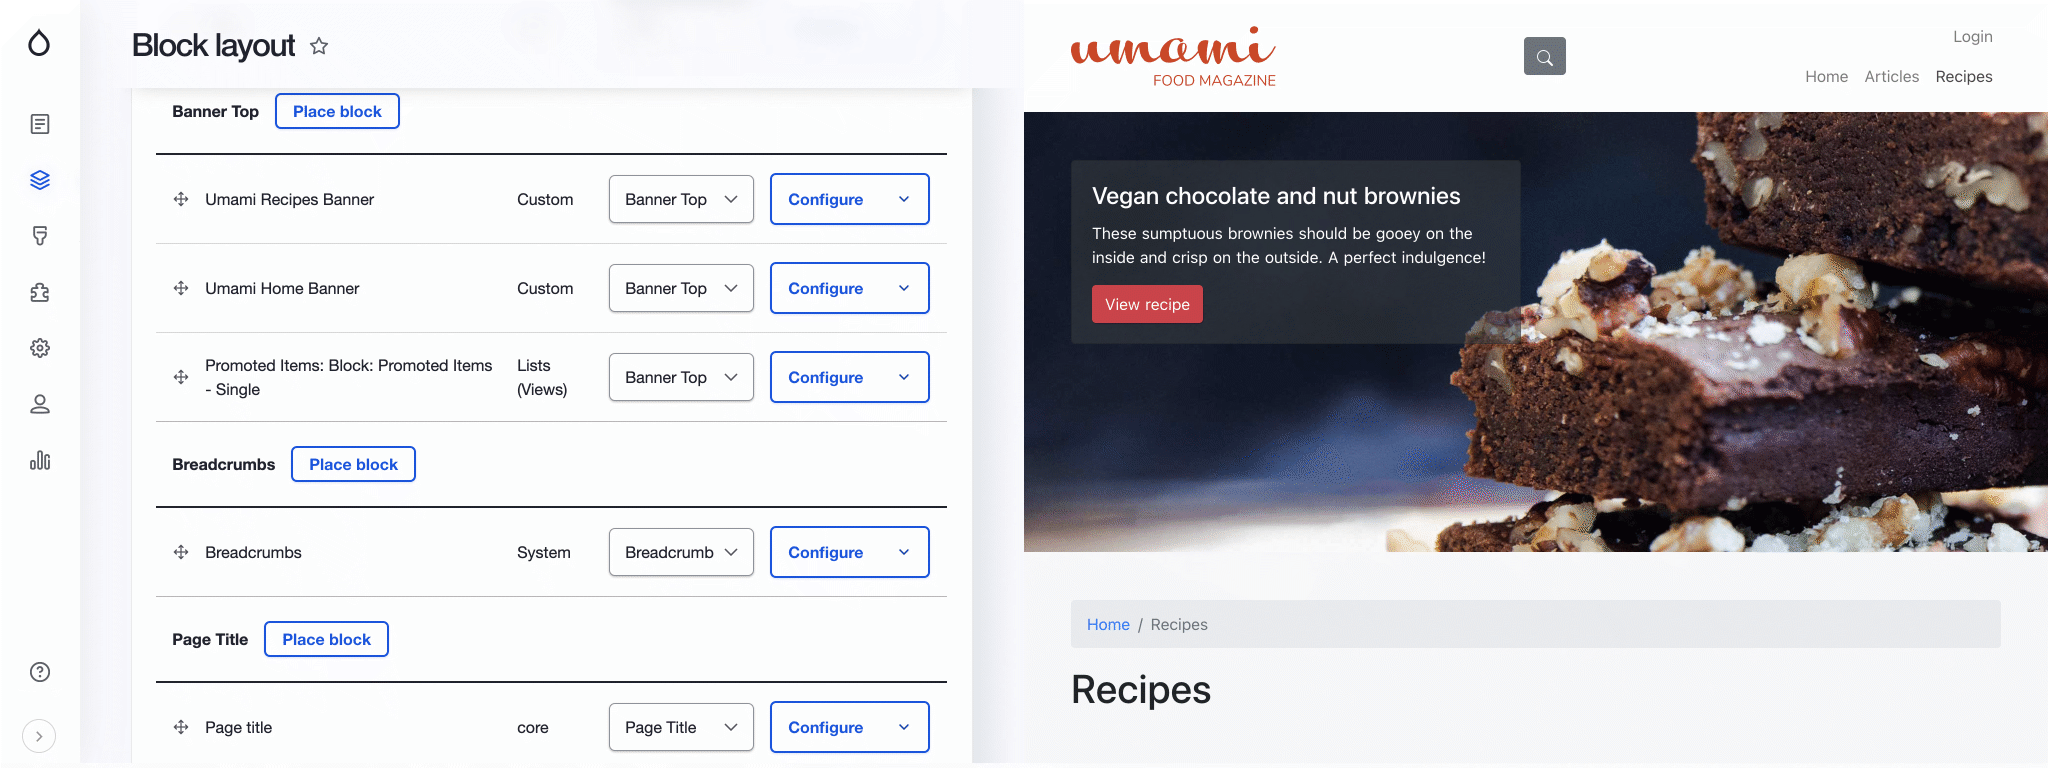 Block layout
Banner Top Place block
Umami Recipes Banner Custom Banner Top Configure
Umami Home Banner Custom Banner Top Configure
Promoted Items: Block: Promoted Items
- Single
Lists
(Views)
Banner Top Configure
Breadcrumbs Place block
Breadcrumbs System Breadcrumb Configure
Page Title Place block
Page title core Page Title Configure
umami
FOOD MAGAZINE
Login
Home Articles Recipes
Vegan chocolate and nut brownies
These sumptuous brownies should be gooey on the
inside and crisp on the outside. A perfect indulgence!
View recipe
Home / Recipes
Recipes